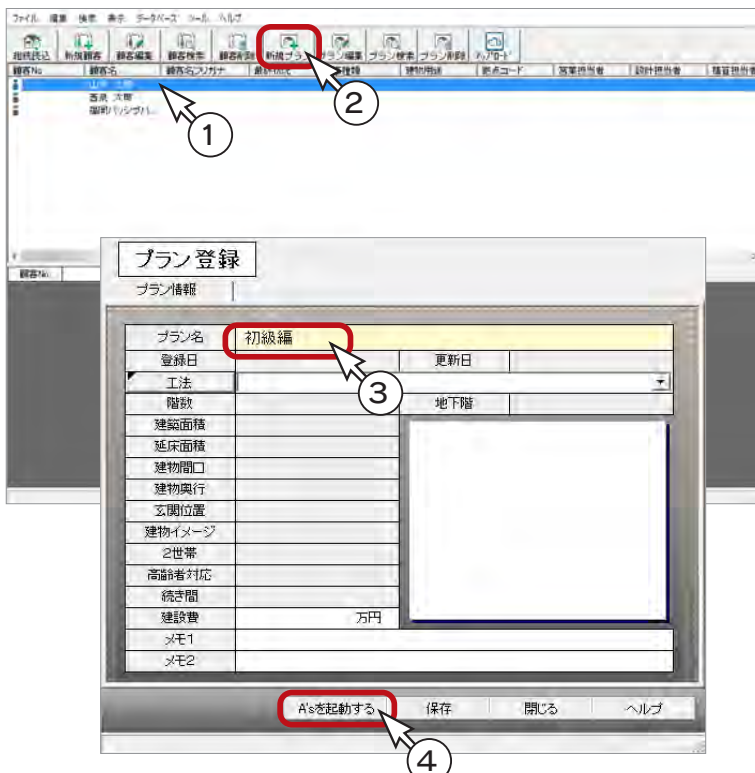 ファイル 編集 検索 表示 データベース ツール ヘルプ
新規顧客 顧客編集 顧客検索 顧客削除 新規プラン プラン編集 プラン検索 プラン削除 アップロード
顧客No 顧客名 顧客名フリガナ 建物用途 拠点コード 営業担当者 設計担当者 積算担当者
次郎
1
2
顧客No.
プラン登録
プラン情報
プラン名 初級編
登録日 更新日
工法
3
階数 地下階
建築面積
延床面積
建物間口
建物奥行
玄関位置
建物イメージ
2世帯
高齢者対応
続き間
建設費 万円
メモ1
メモ2
A'sを起動する 保存 閉じる ヘルプ
4